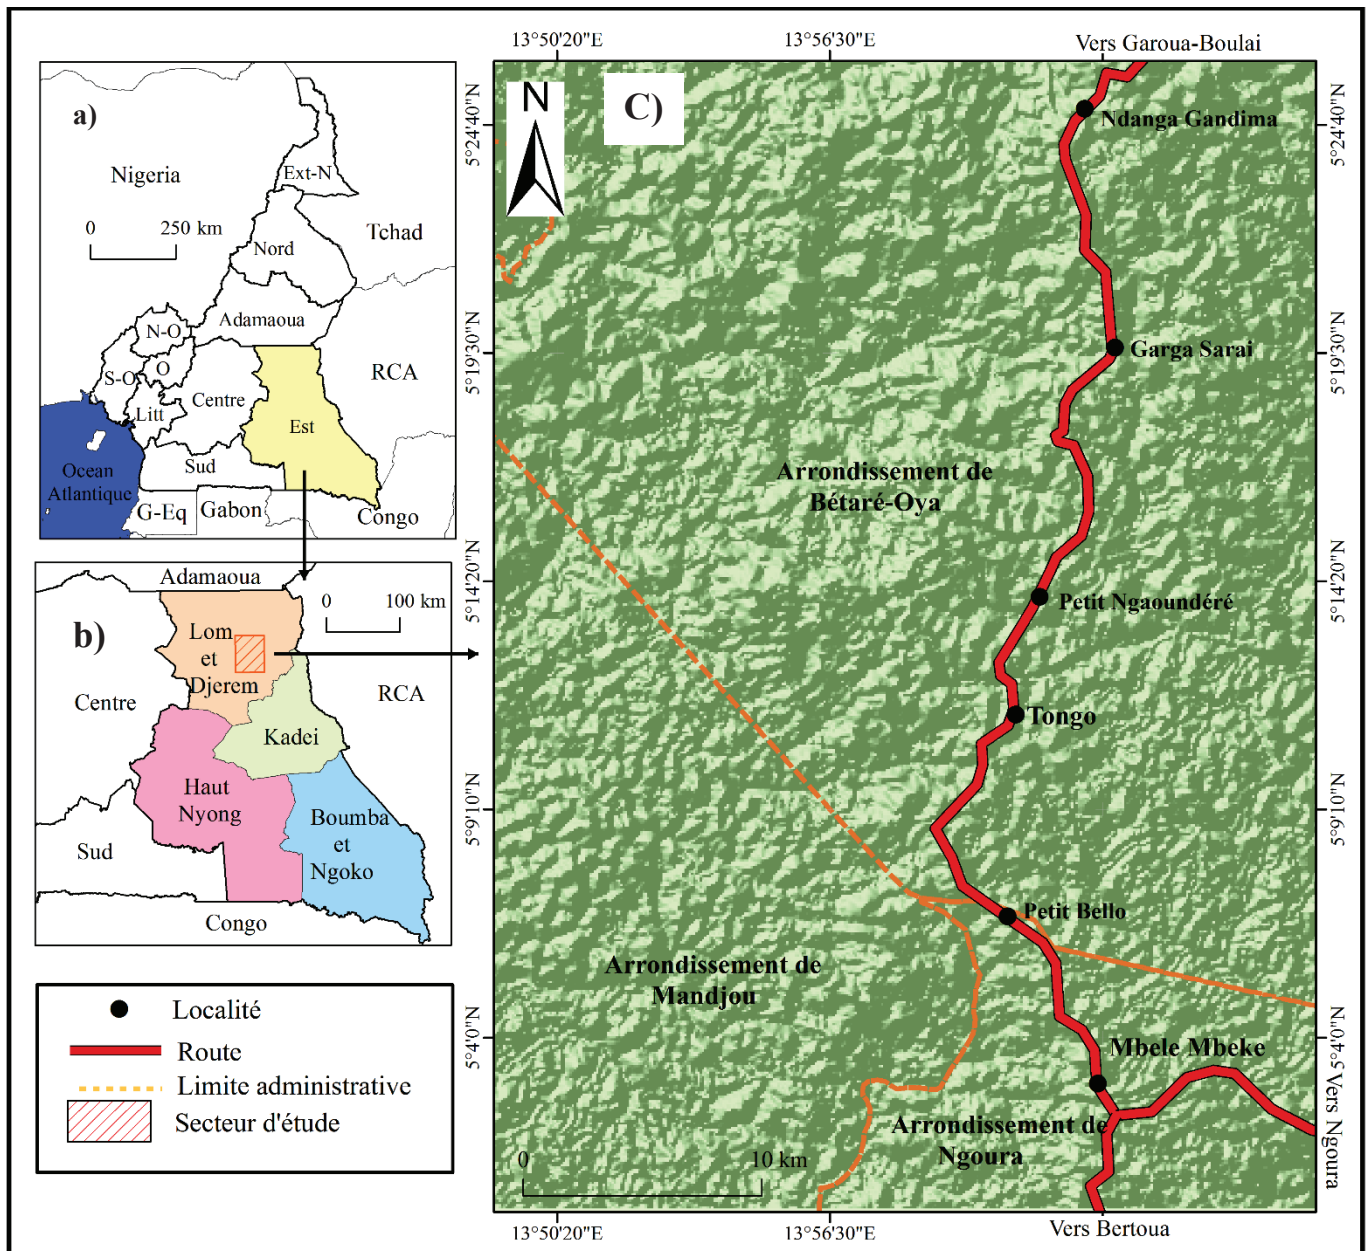 a)
Nigeria
0 250 km
Ext-N
Nord
Tchad
Adamaoua
N-O
O
S-O
Litt
Centre
Est
RCA
Sud
Ocean
Atlantique
G-Eq
Gabon
Congo
b)
Adamaoua
0 100 km
Lom
et
Djerem
Centre
RCA
Kadei
Haut
Nyong
Boumba
et
Ngoko
Sud
Congo
Localité
Route
Limite administrative
Secteur d'étude
13°50'20"E
13°56'30"E
Vers Garoua-Boulai
N
C)
5°24'40"N
5°24'40"N
Ndanga Gandima
5°19'30"N
5°19'30"N
Garga Sarai
Arrondissement de
Bétaré-Oya
5°14'20"N
5°14'20"N
Petit Ngaoundéré
Tongo
5°9'10"N
5°9'10"N
Petit Bello
Arrondissement de
Mandjou
5°4'0"N
5°4'0"N
Mbele Mbeke
Vers Ngoura
Arrondissement de
Ngoura
0 10 km
13°50'20"E
13°56'30"E
Vers Bertoua